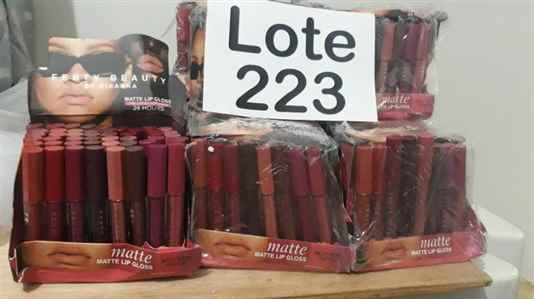 Lote
223
FENTY BEAUTY
BY RIHANNA
MATTE LIP GLOSS
24 HOURS
matte
MATTE LIP GLOSS
matte
MATTE LIP GLOSS
matte
MATTE LIP GLOSS
matte